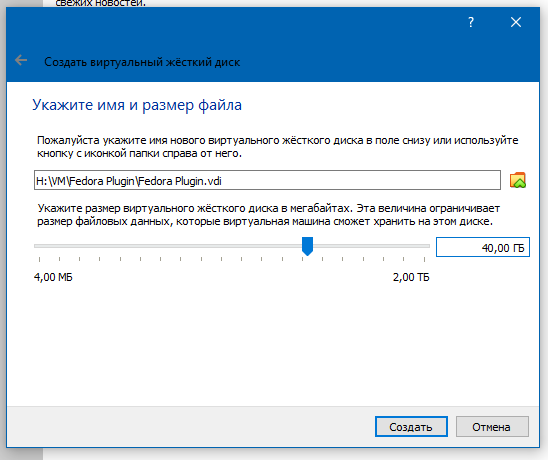 свежих новостей.
?
Создать виртуальный жёсткий диск
Укажите имя и размер файла
Пожалуйста укажите имя нового виртуального жёсткого диска в поле снизу или используйте
кнопку с иконкой папки справа от него.
H:\VM\Fedora Plugin\Fedora Plugin.vdi
Укажите размер виртуального жёсткого диска в мегабайтах. Эта величина ограничивает
размер файловых данных, которые виртуальная машина сможет хранить на этом диске.
40,00 ГБ
4,00 МБ 2,00 ТБ
Создать Отмена